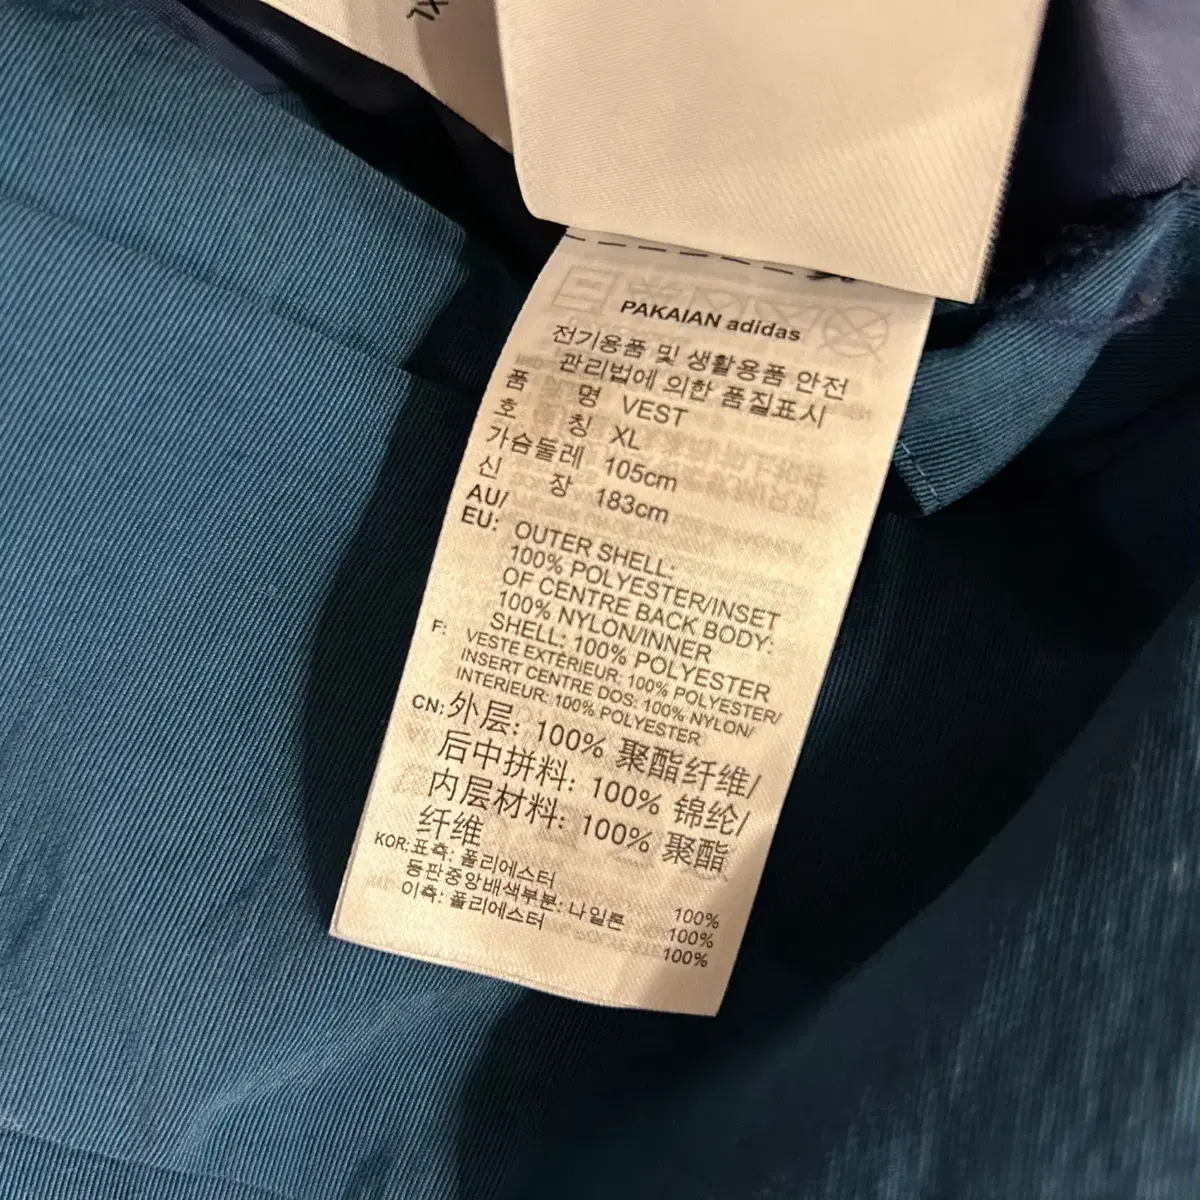 XL
PAKAIAN adidas
전기용품 및 생활용품 안전
관리법에 의한 품질표시
품 명 VEST
호 칭 XL
가슴둘레 105cm
신 장 183cm
AU/
EU: OUTER SHELL:
100% POLYESTER/INSET
OF CENTRE BACK BODY:
100% NYLON/INNER
SHELL: 100% POLYESTER
F: VESTE EXTÉRIEUR: 100% POLYESTER/
INSERT CENTRE DOS: 100% NYLON/
INTERIEUR: 100% POLYESTER
CN: 外层: 100% 聚酯纤维/
后中拼料: 100% 锦纶/
内层材料: 100% 聚酯
纤维
KOR: 표측: 폴리에스터 100%
등판중앙배색부분: 나일론 100%
이측: 폴리에스터 100%